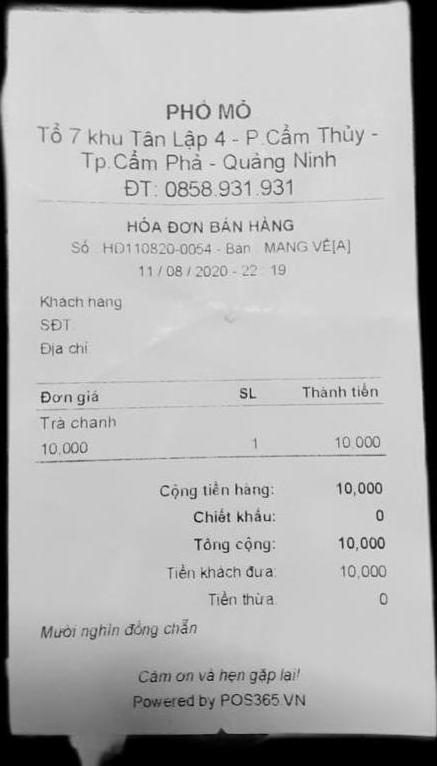 PHỐ MỎ
Tổ 7 khu Tân Lập 4 - P.Cẩm Thủy -
Tp.Cẩm Phả - Quảng Ninh
ĐT: 0858.931.931
HÓA ĐƠN BÁN HÀNG
Số : HD110820-0054 - Bàn : MANG VỀ[A]
11 / 08 / 2020 - 22 : 19
Khách hàng
SĐT
Địa chỉ
Đơn giá SL Thành tiền
Trà chanh
10,000 1 10,000
Cộng tiền hàng: 10,000
Chiết khấu: 0
Tổng cộng: 10,000
Tiền khách đưa: 10,000
Tiền thừa: 0
Mười nghìn đồng chẵn
Cảm ơn và hẹn gặp lại!
Powered by POS365.VN